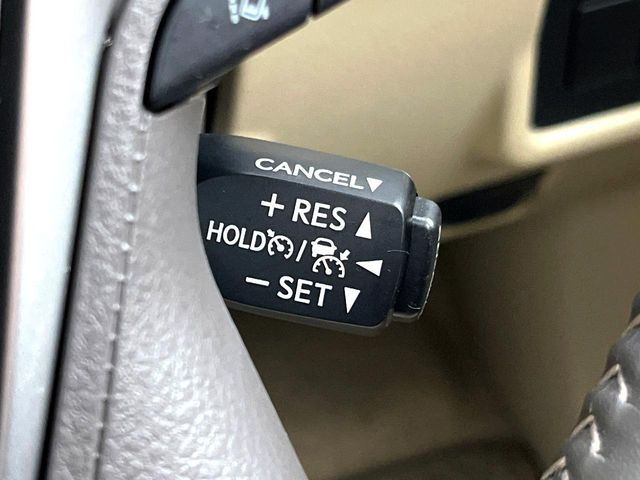 CANCEL▼
+ RES ▲
HOLD / ◄
− SET ▼